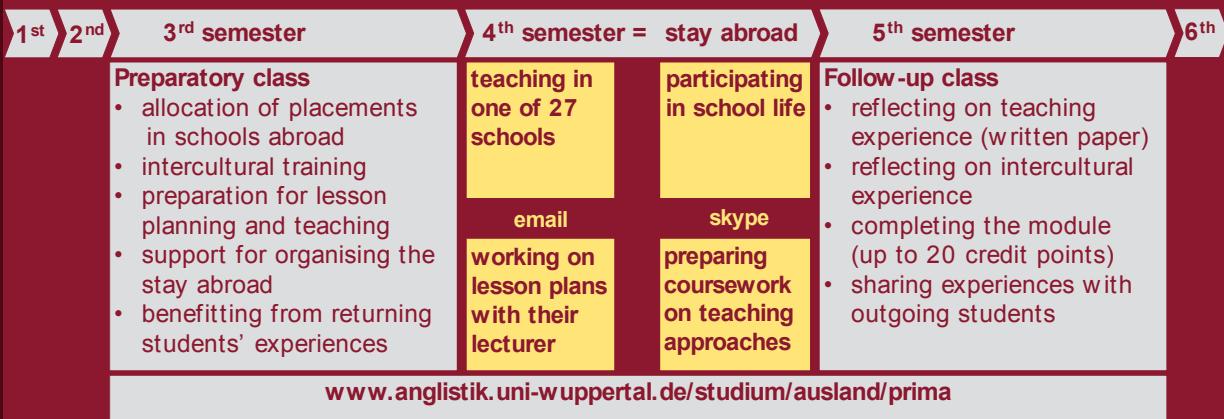 1st 2nd 3rd semester 4th semester = stay abroad 5th semester 6th
Preparatory class
• allocation of placements
in schools abroad
• intercultural training
• preparation for lesson
planning and teaching
• support for organising the
stay abroad
• benefitting from returning
students’ experiences
teaching in
one of 27
schools
participating
in school life
email
skype
working on
lesson plans
with their
lecturer
preparing
coursework
on teaching
approaches
Follow-up class
• reflecting on teaching
experience (written paper)
• reflecting on intercultural
experience
• completing the module
(up to 20 credit points)
• sharing experiences with
outgoing students
www.anglistik.uni-wuppertal.de/studium/ausland/prima